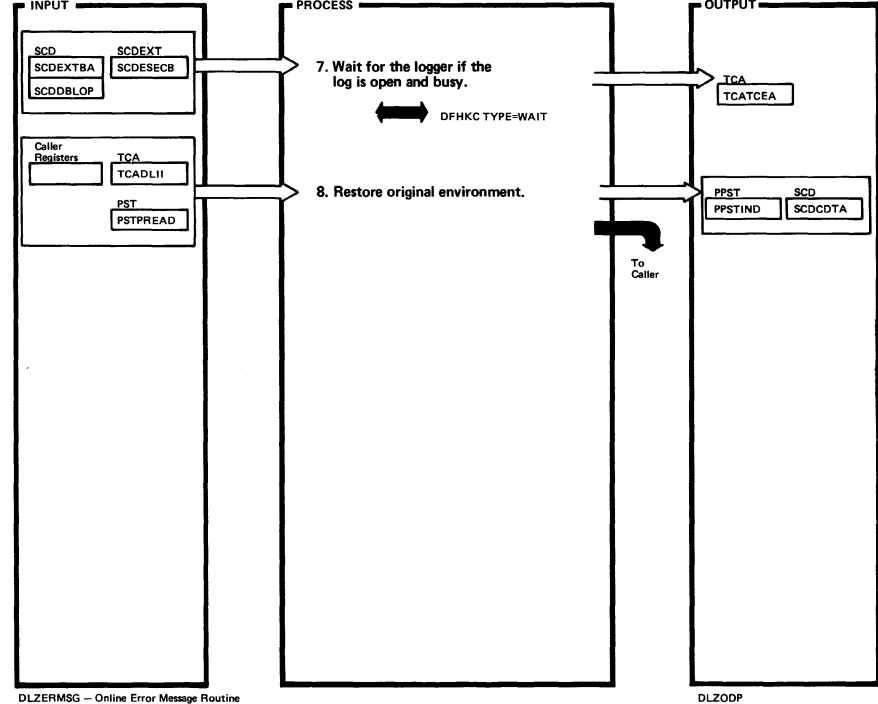 INPUT
PROCESS
OUTPUT
SCD SCDEXT
SCDEXTBA SCDESECB
SCDDBLOP
7. Wait for the logger if the
log is open and busy.
DFHKC TYPE=WAIT
TCA
TCATCEA
Caller
Registers TCA
TCADLII
PST
PSTPREAD
8. Restore original environment.
PPST SCD
PPSTIND SCDCDTA
To
Caller
DLZERMSG — Online Error Message Routine
DLZODP